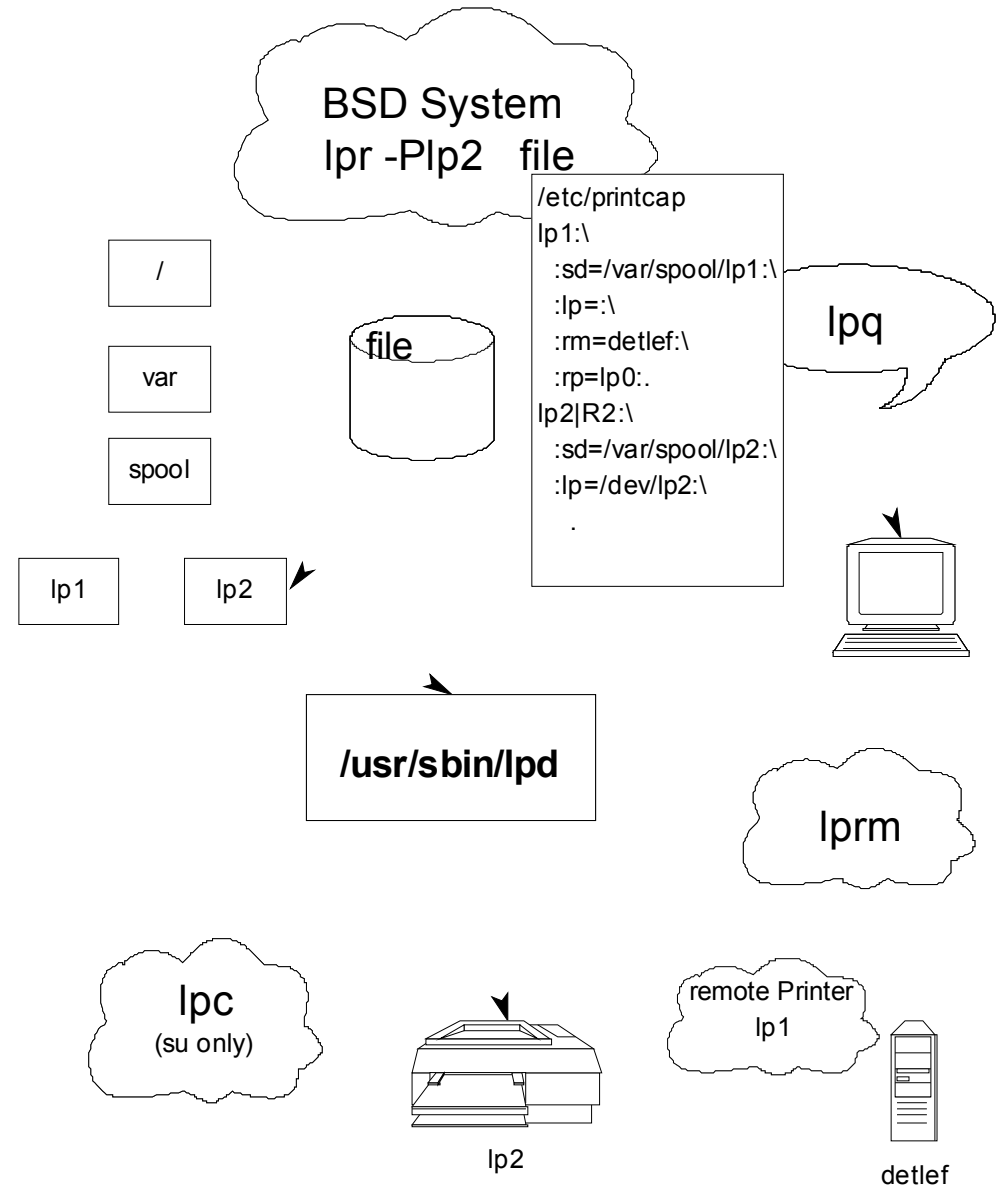 BSD System
lpr -Plp2 file
/etc/printcap
lp1:\
:sd=/var/spool/lp1:\
:lp=:\
:rm=detlef:\
:rp=lp0:.
lp2|R2:\
:sd=/var/spool/lp2:\
:lp=/dev/lp2:\
.
/
var
spool
lp1
lp2
file
lpq
/usr/sbin/lpd
lprm
lpc
(su only)
lp2
remote Printer
lp1
detlef